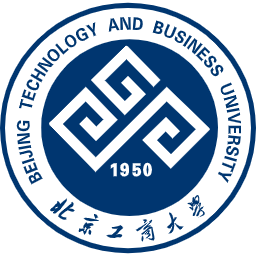 BEIJING TECHNOLOGY AND BUSINESS UNIVERSITY
1950
北京工商大学